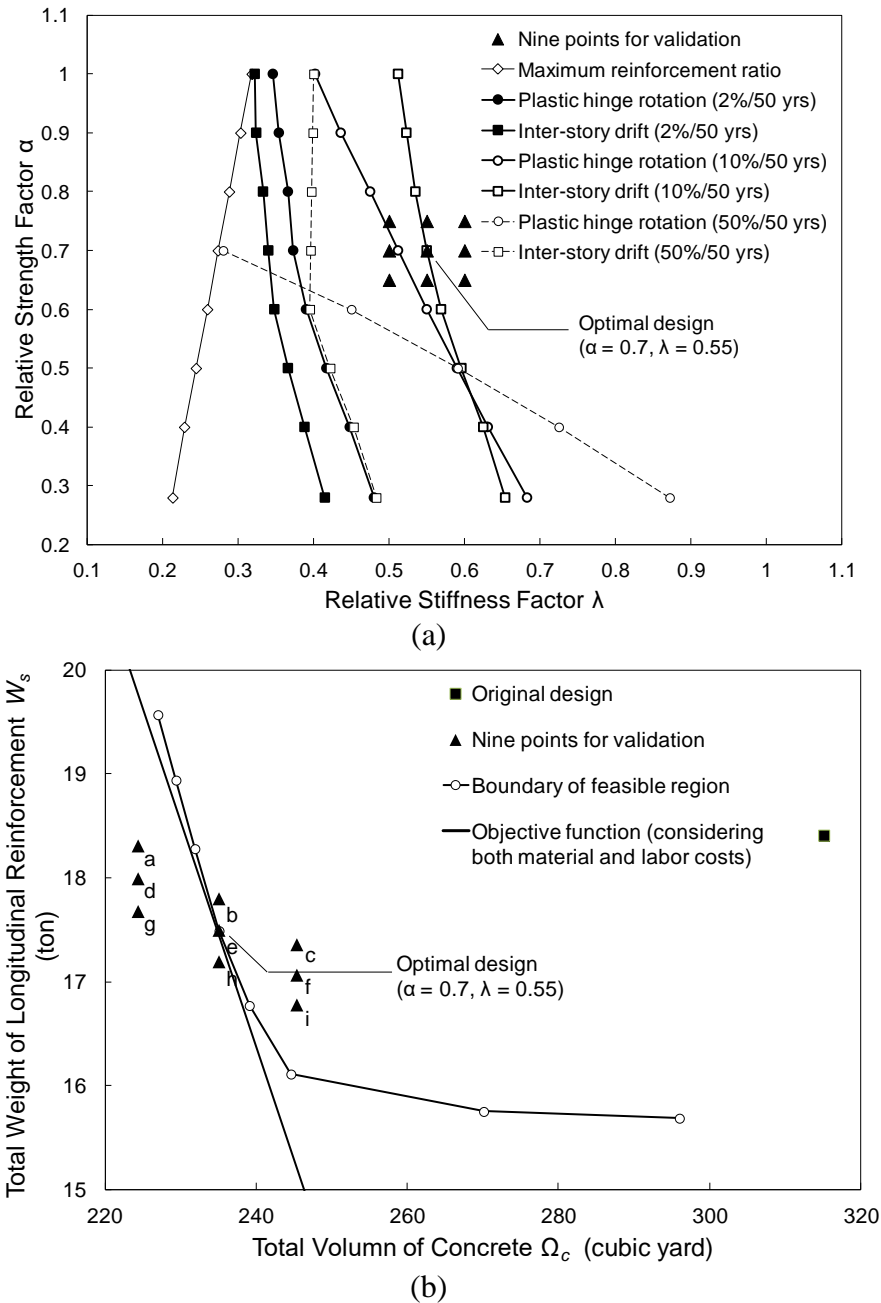 1.1
1
0.9
0.8
0.7
0.6
0.5
0.4
0.3
0.2
Relative Strength Factor α
Nine points for validation
Maximum reinforcement ratio
Plastic hinge rotation (2%/50 yrs)
Inter-story drift (2%/50 yrs)
Plastic hinge rotation (10%/50 yrs)
Inter-story drift (10%/50 yrs)
Plastic hinge rotation (50%/50 yrs)
Inter-story drift (50%/50 yrs)
Optimal design
(α = 0.7, λ = 0.55)
0.1 0.2 0.3 0.4 0.5 0.6 0.7 0.8 0.9 1 1.1
Relative Stiffness Factor λ
(a)
20
19
18
17
16
15
Total Weight of Longitudinal Reinforcement Ws
(ton)
Original design
Nine points for validation
Boundary of feasible region
Objective function (considering
both material and labor costs)
a
d
g
b
e
h
c
f
i
Optimal design
(α = 0.7, λ = 0.55)
220 240 260 280 300 320
Total Volumn of Concrete Ωc (cubic yard)
(b)